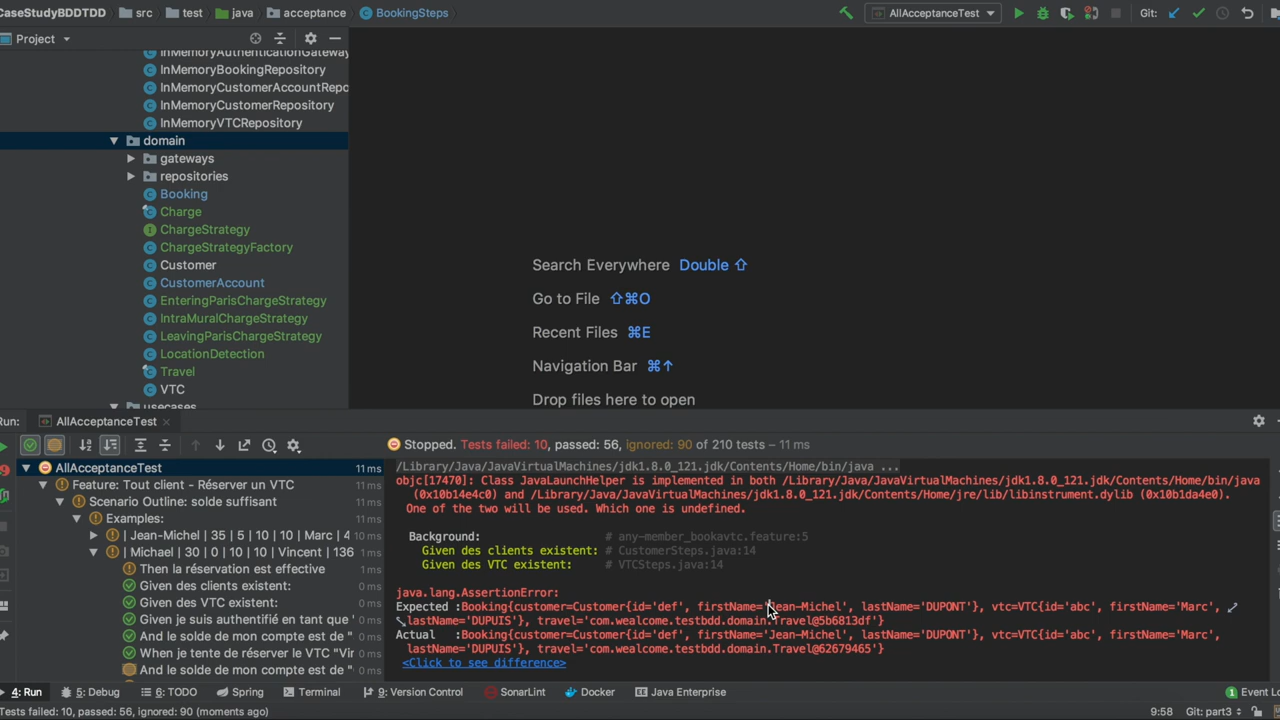 CaseStudyBDDTDD src test java acceptance BookingSteps AllAcceptanceTest Git:
Project
InMemoryAuthenticationGateway
InMemoryBookingRepository
InMemoryCustomerAccountRepo
InMemoryCustomerRepository
InMemoryVTCRepository
domain
gateways
repositories
Booking
Charge
ChargeStrategy
ChargeStrategyFactory
Customer
CustomerAccount
EnteringParisChargeStrategy
IntraMuralChargeStrategy
LeavingParisChargeStrategy
LocationDetection
Travel
VTC
usecases
Search Everywhere Double ⇧
Go to File ⇧⌘O
Recent Files ⌘E
Navigation Bar ⌘↑
Drop files here to open
Run: AllAcceptanceTest
Stopped. Tests failed: 10, passed: 56, ignored: 90 of 210 tests – 11 ms
AllAcceptanceTest 11 ms
Feature: Tout client - Réserver un VTC 11 ms
Scenario Outline: solde suffisant 11 ms
Examples: 11 ms
| Jean-Michel | 35 | 5 | 10 | 10 | Marc | 4 10 ms
| Michael | 30 | 0 | 10 | 10 | Vincent | 136 1 ms
Then la réservation est effective 1 ms
Given des clients existent: 0 ms
Given des VTC existent: 0 ms
Given je suis authentifié en tant que ' 0 ms
And le solde de mon compte est de " 0 ms
When je tente de réserver le VTC "Vir 0 ms
And le solde de mon compte est de " 0 ms
/Library/Java/JavaVirtualMachines/jdk1.8.0_121.jdk/Contents/Home/bin/java ...
objc[17470]: Class JavaLaunchHelper is implemented in both /Library/Java/JavaVirtualMachines/jdk1.8.0_121.jdk/Contents/Home/bin/java
(0x10b14e4c0) and /Library/Java/JavaVirtualMachines/jdk1.8.0_121.jdk/Contents/Home/jre/lib/libinstrument.dylib (0x10b1da4e0).
One of the two will be used. Which one is undefined.
Background: # any-member_bookavtc.feature:5
Given des clients existent: # CustomerSteps.java:14
Given des VTC existent: # VTCSteps.java:14
java.lang.AssertionError:
Expected :Booking{customer=Customer{id='def', firstName='Jean-Michel', lastName='DUPONT'}, vtc=VTC{id='abc', firstName='Marc',
lastName='DUPUIS'}, travel='com.wealcome.testbdd.domain.Travel@5b6813df'}
Actual :Booking{customer=Customer{id='def', firstName='Jean-Michel', lastName='DUPONT'}, vtc=VTC{id='abc', firstName='Marc',
lastName='DUPUIS'}, travel='com.wealcome.testbdd.domain.Travel@62679465'}
<Click to see difference>
4: Run 5: Debug 6: TODO Spring Terminal 9: Version Control SonarLint Docker Java Enterprise 1 Event Lo
Tests failed: 10, passed: 56, ignored: 90 (moments ago) 9:58 Git: part3